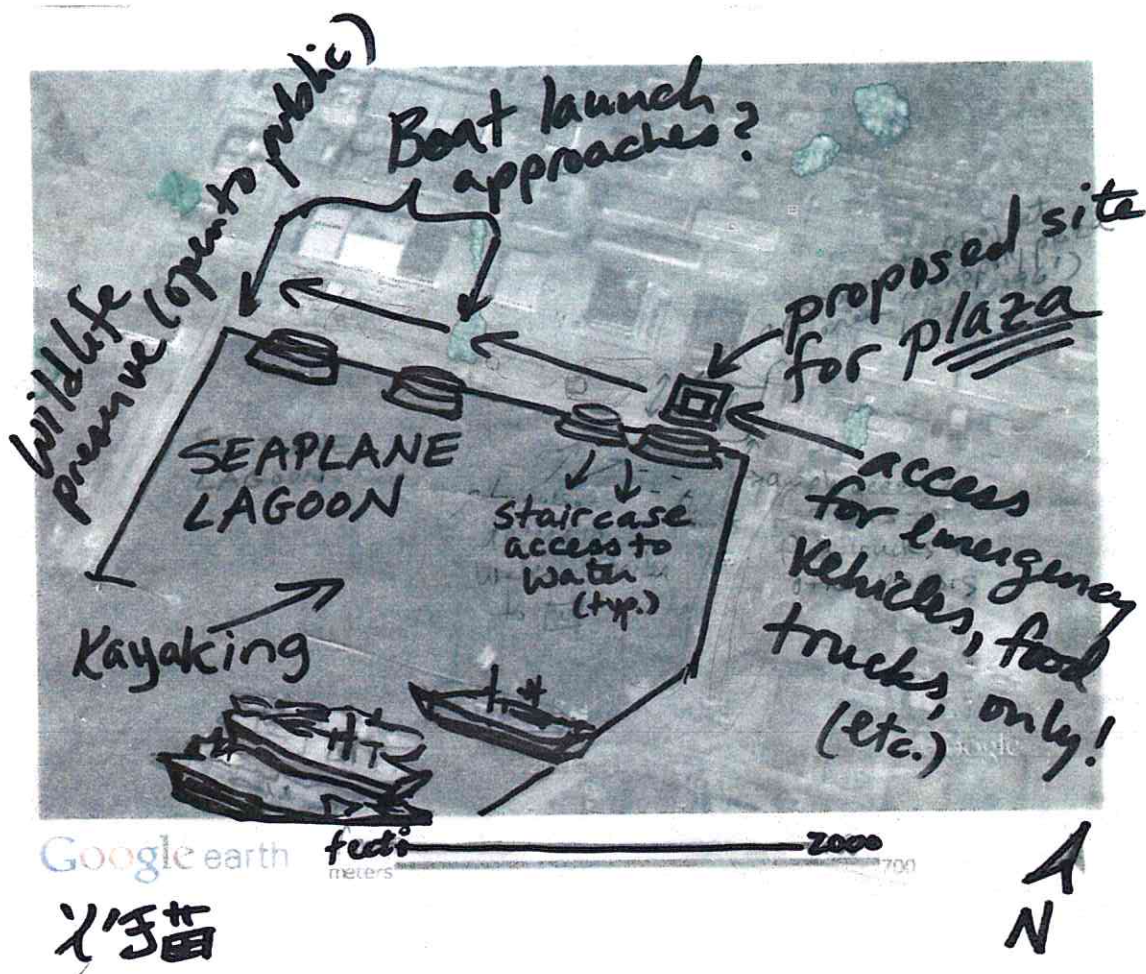 Boat launch
approaches?
Wildlife
preserve (open to public)
proposed site
for plaza
SEAPLANE
LAGOON
staircase
access to
water
(typ.)
access
for emergency
vehicles, food
trucks, only!
(etc.)
Kayaking
Google
Google earth
feet
2000
meters
700
N